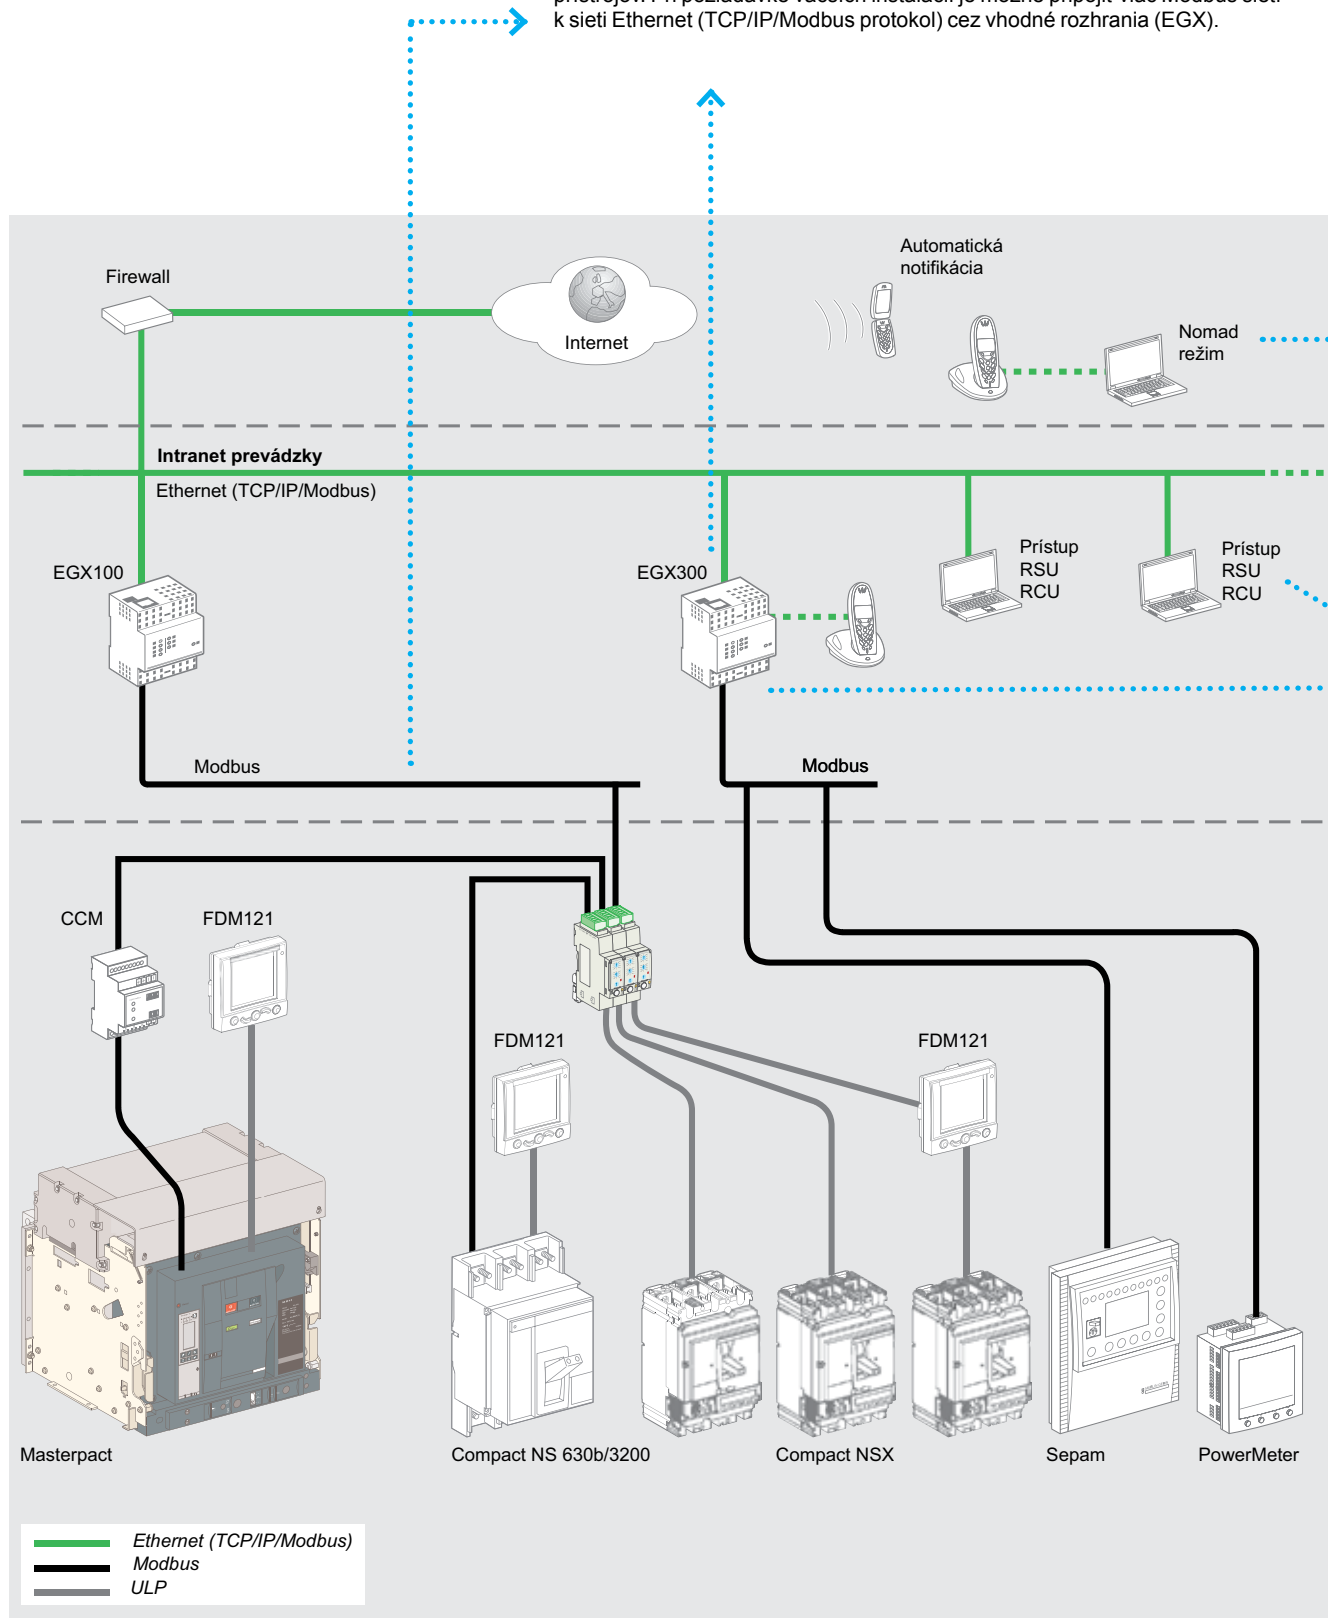 k sieti Ethernet (TCP/IP/Modbus protokol) cez vhodné rozhrania (EGX).
Automatická
notifikácia
Firewall
Internet
Nomad
režim
Intranet prevádzky
Ethernet (TCP/IP/Modbus)
EGX100
EGX300
Prístup
RSU
RCU
Prístup
RSU
RCU
Modbus
Modbus
CCM
FDM121
FDM121
FDM121
Masterpact
Compact NS 630b/3200
Compact NSX
Sepam
PowerMeter
Ethernet (TCP/IP/Modbus)
Modbus
ULP